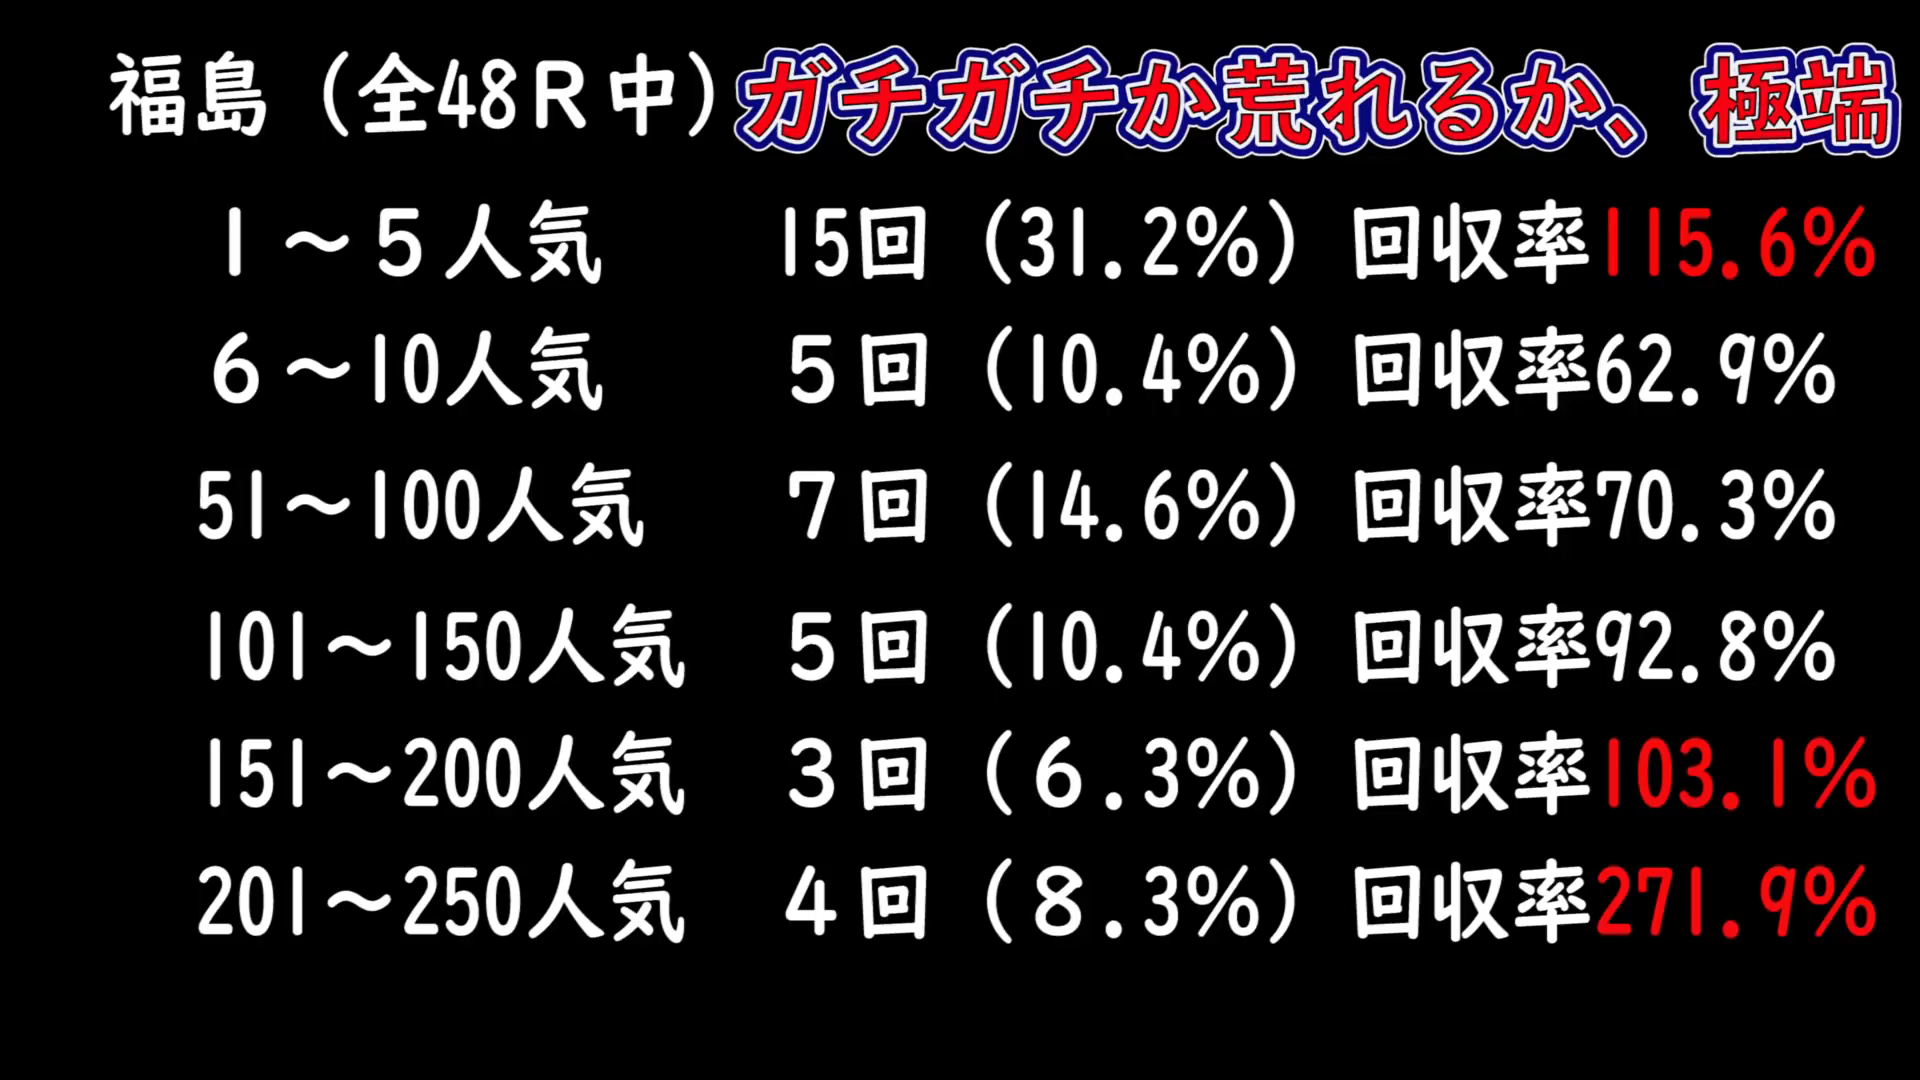 福島（全48Ｒ中）ガチガチか荒れるか、極端
１～５人気 15回（31.2%）回収率115.6%
６～10人気 ５回（10.4%）回収率62.9%
51～100人気 ７回（14.6%）回収率70.3%
101～150人気 ５回（10.4%）回収率92.8%
151～200人気 ３回（６.3%）回収率103.1%
201～250人気 ４回（８.3%）回収率271.9%